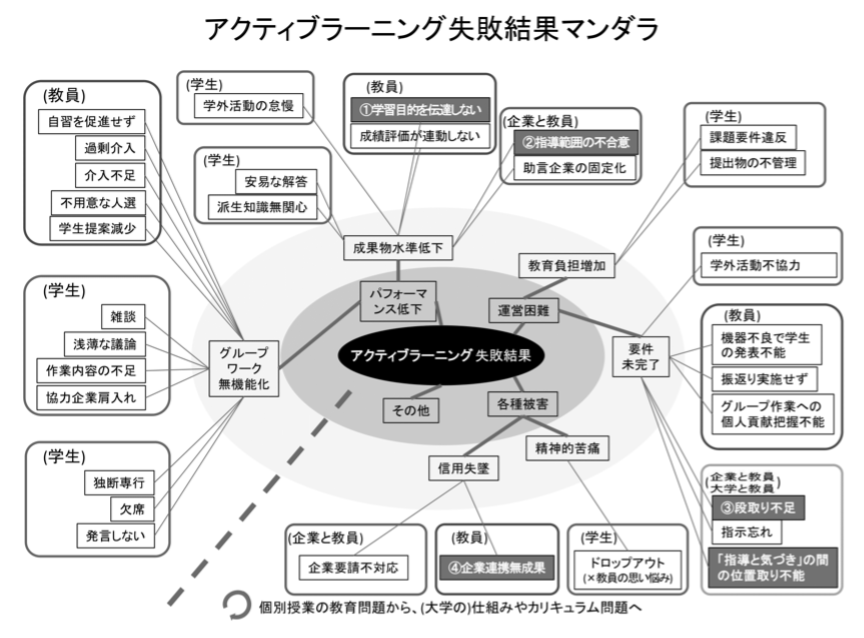 アクティブラーニング失敗結果マンダラ
(教員)
自習を促進せず
過剰介入
介入不足
不用意な人選
学生提案減少
(学生)
学外活動の怠慢
(教員)
①学習目的を伝達しない
成績評価が連動しない
(学生)
安易な解答
派生知識無関心
(企業と教員)
②指導範囲の不合意
助言企業の固定化
(学生)
課題要件違反
提出物の不管理
成果物水準低下
教育負担増加
(学生)
学外活動不協力
(学生)
雑談
浅薄な議論
作業内容の不足
協力企業肩入れ
パフォーマ
ンス低下
運営困難
グループ
ワーク
無機能化
アクティブラーニング 失敗結果
要件
未完了
(教員)
機器不良で学生
の発表不能
振返り実施せず
グループ作業への
個人貢献把握不能
その他
各種被害
信用失墜
精神的苦痛
(学生)
独断専行
欠席
発言しない
(企業と教員
大学と教員)
③段取り不足
指示忘れ
「指導と気づき」の間
の位置取り不能
(企業と教員)
企業要請不対応
(教員)
④企業連携無成果
(学生)
ドロップアウト
(×教員の思い悩み)
個別授業の教育問題から、(大学の)仕組みやカリキュラム問題へ